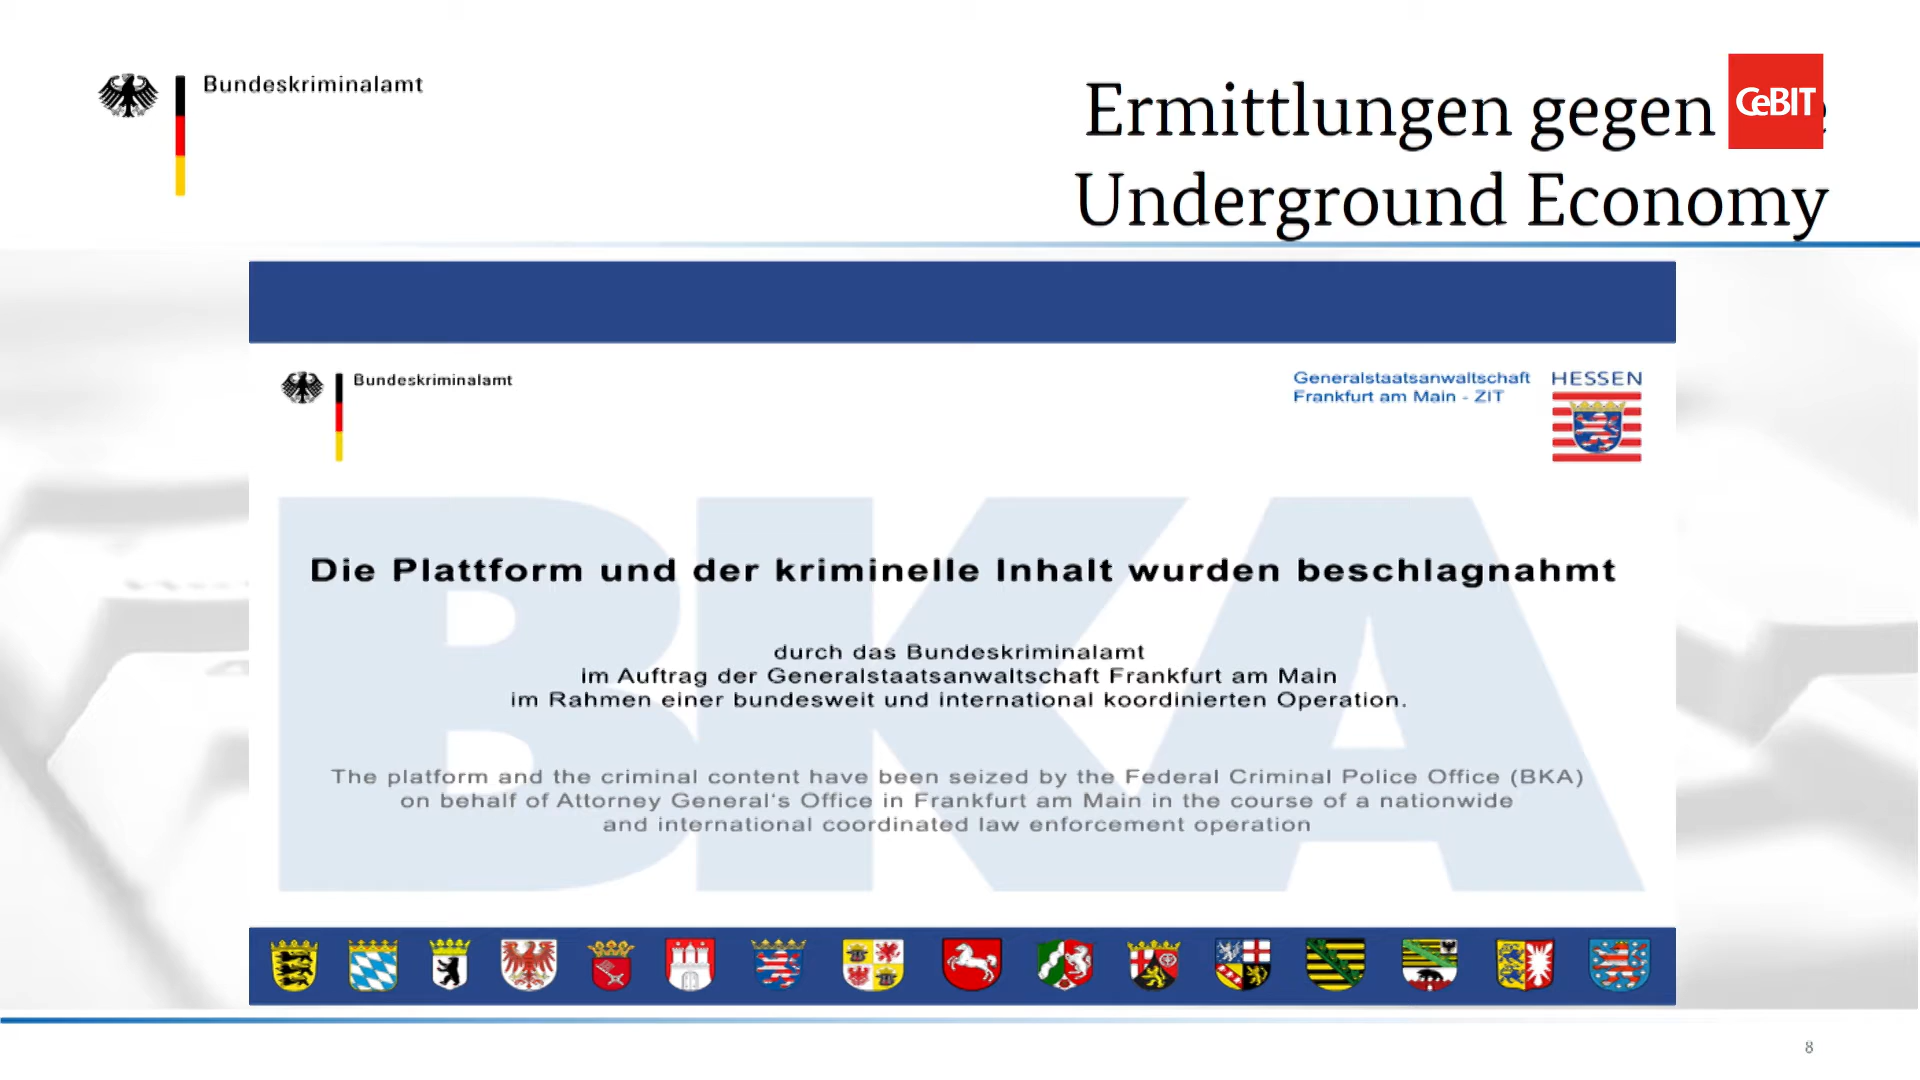 Bundeskriminalamt
Ermittlungen gegen
CeBIT
Underground Economy
Bundeskriminalamt
Generalstaatsanwaltschaft
Frankfurt am Main - ZIT
HESSEN
BKA
Die Plattform und der kriminelle Inhalt wurden beschlagnahmt
durch das Bundeskriminalamt
im Auftrag der Generalstaatsanwaltschaft Frankfurt am Main
im Rahmen einer bundesweit und international koordinierten Operation.
The platform and the criminal content have been seized by the Federal Criminal Police Office (BKA)
on behalf of Attorney General's Office in Frankfurt am Main in the course of a nationwide
and international coordinated law enforcement operation
8